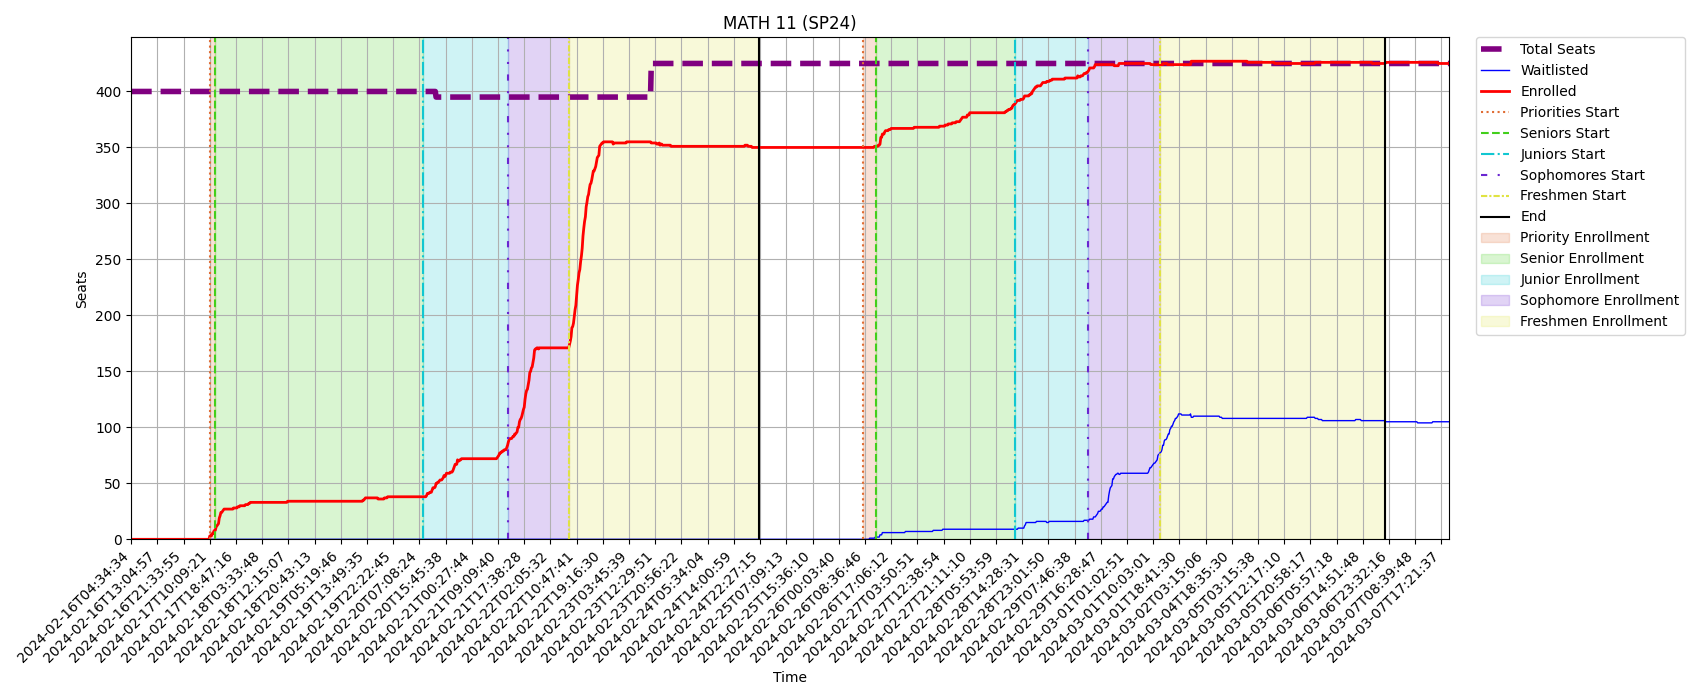 MATH 11 (SP24)
Seats
400
350
300
250
200
150
100
50
0
2024-02-16T04:34:34
2024-02-16T13:04:57
2024-02-16T21:33:55
2024-02-17T10:09:21
2024-02-17T18:47:16
2024-02-18T03:33:48
2024-02-18T12:15:07
2024-02-18T20:43:13
2024-02-19T05:19:46
2024-02-19T13:49:35
2024-02-19T22:22:45
2024-02-20T07:08:24
2024-02-20T15:45:38
2024-02-21T00:27:44
2024-02-21T09:09:40
2024-02-21T17:38:28
2024-02-22T02:05:32
2024-02-22T10:47:41
2024-02-22T19:16:30
2024-02-23T03:45:39
2024-02-23T12:29:51
2024-02-23T20:56:22
2024-02-24T05:34:04
2024-02-24T14:00:59
2024-02-24T22:27:15
2024-02-25T07:09:13
2024-02-25T15:36:10
2024-02-26T00:03:40
2024-02-26T08:36:46
2024-02-26T17:06:12
2024-02-27T03:50:51
2024-02-27T12:38:54
2024-02-27T21:11:10
2024-02-28T05:53:59
2024-02-28T14:28:31
2024-02-28T23:01:50
2024-02-29T07:46:38
2024-02-29T16:28:47
2024-03-01T01:02:51
2024-03-01T10:03:01
2024-03-01T18:41:30
2024-03-02T03:15:06
2024-03-04T18:35:30
2024-03-05T03:15:38
2024-03-05T12:17:10
2024-03-05T20:58:17
2024-03-06T05:57:18
2024-03-06T14:51:48
2024-03-06T23:32:16
2024-03-07T08:39:48
2024-03-07T17:21:37
Time
Total Seats
Waitlisted
Enrolled
Priorities Start
Seniors Start
Juniors Start
Sophomores Start
Freshmen Start
End
Priority Enrollment
Senior Enrollment
Junior Enrollment
Sophomore Enrollment
Freshmen Enrollment